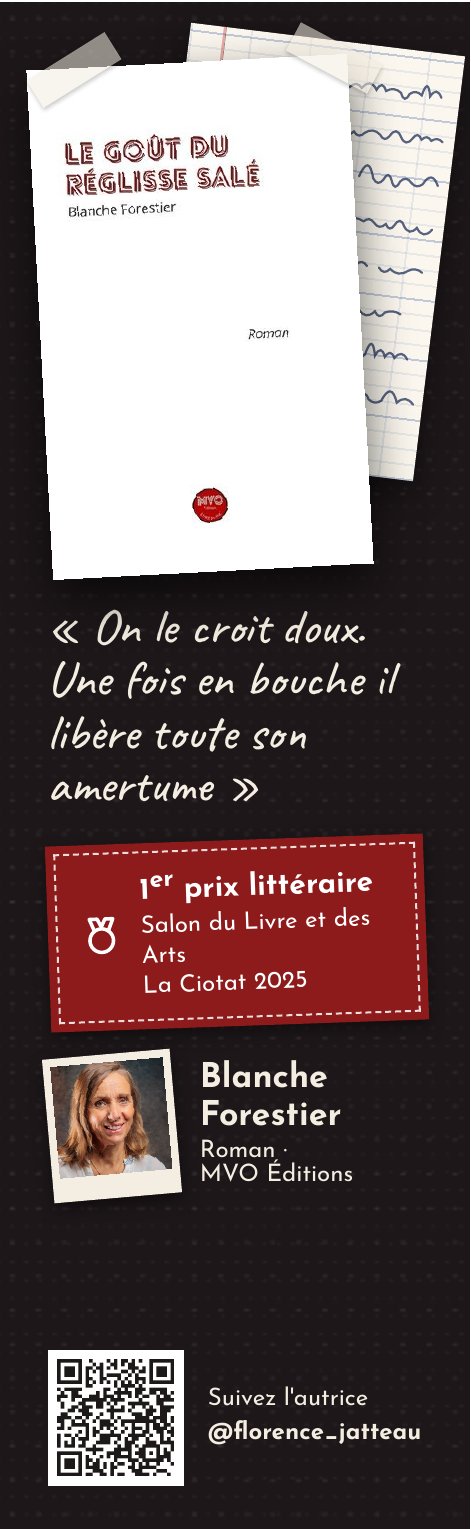 LE GOÛT DU
RÉGLISSE SALÉ
Blanche Forestier
Roman
MVO
« On le croit doux.
Une fois en bouche il
libère toute son
amertume »
1er prix littéraire
Salon du Livre et des
Arts
La Ciotat 2025
Blanche
Forestier
Roman ·
MVO Éditions
Suivez l'autrice
@florence_jatteau